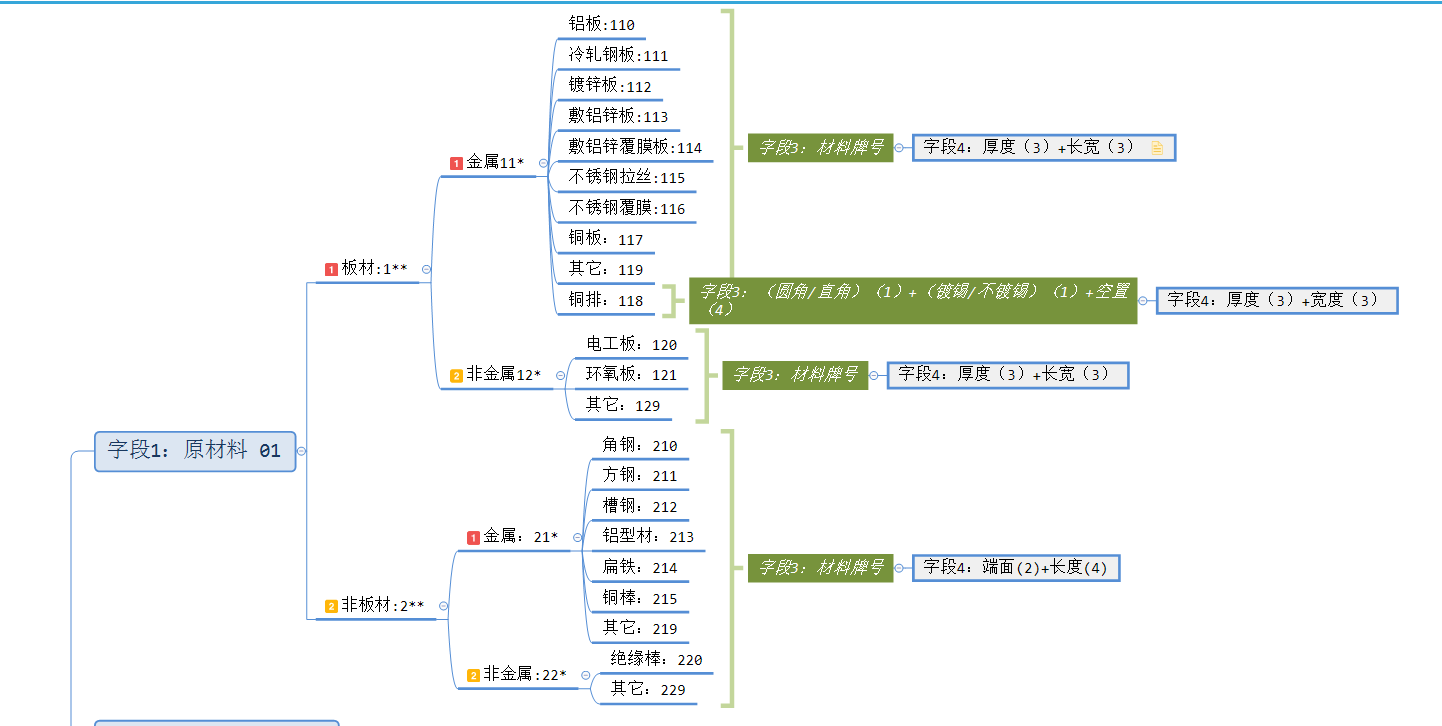 字段1: 原材料 01
1 板材:1**
1 金属11*
铝板:110
冷轧钢板:111
镀锌板:112
敷铝锌板:113
敷铝锌覆膜板:114
不锈钢拉丝:115
不锈钢覆膜:116
铜板: 117
其它: 119
字段3: 材料牌号
字段4: 厚度（3）+长宽（3）
铜排: 118
字段3: （圆角/直角）（1）+（镀锡/不镀锡）（1）+空置
（4）
字段4: 厚度（3）+宽度（3）
2 非金属12*
电工板: 120
环氧板: 121
其它: 129
字段3: 材料牌号
字段4: 厚度（3）+长宽（3）
2 非板材:2**
1 金属: 21*
角钢: 210
方钢: 211
槽钢: 212
铝型材: 213
扁铁: 214
铜棒: 215
其它: 219
2 非金属:22*
绝缘棒: 220
其它: 229
字段3: 材料牌号
字段4: 端面(2)+长度(4)